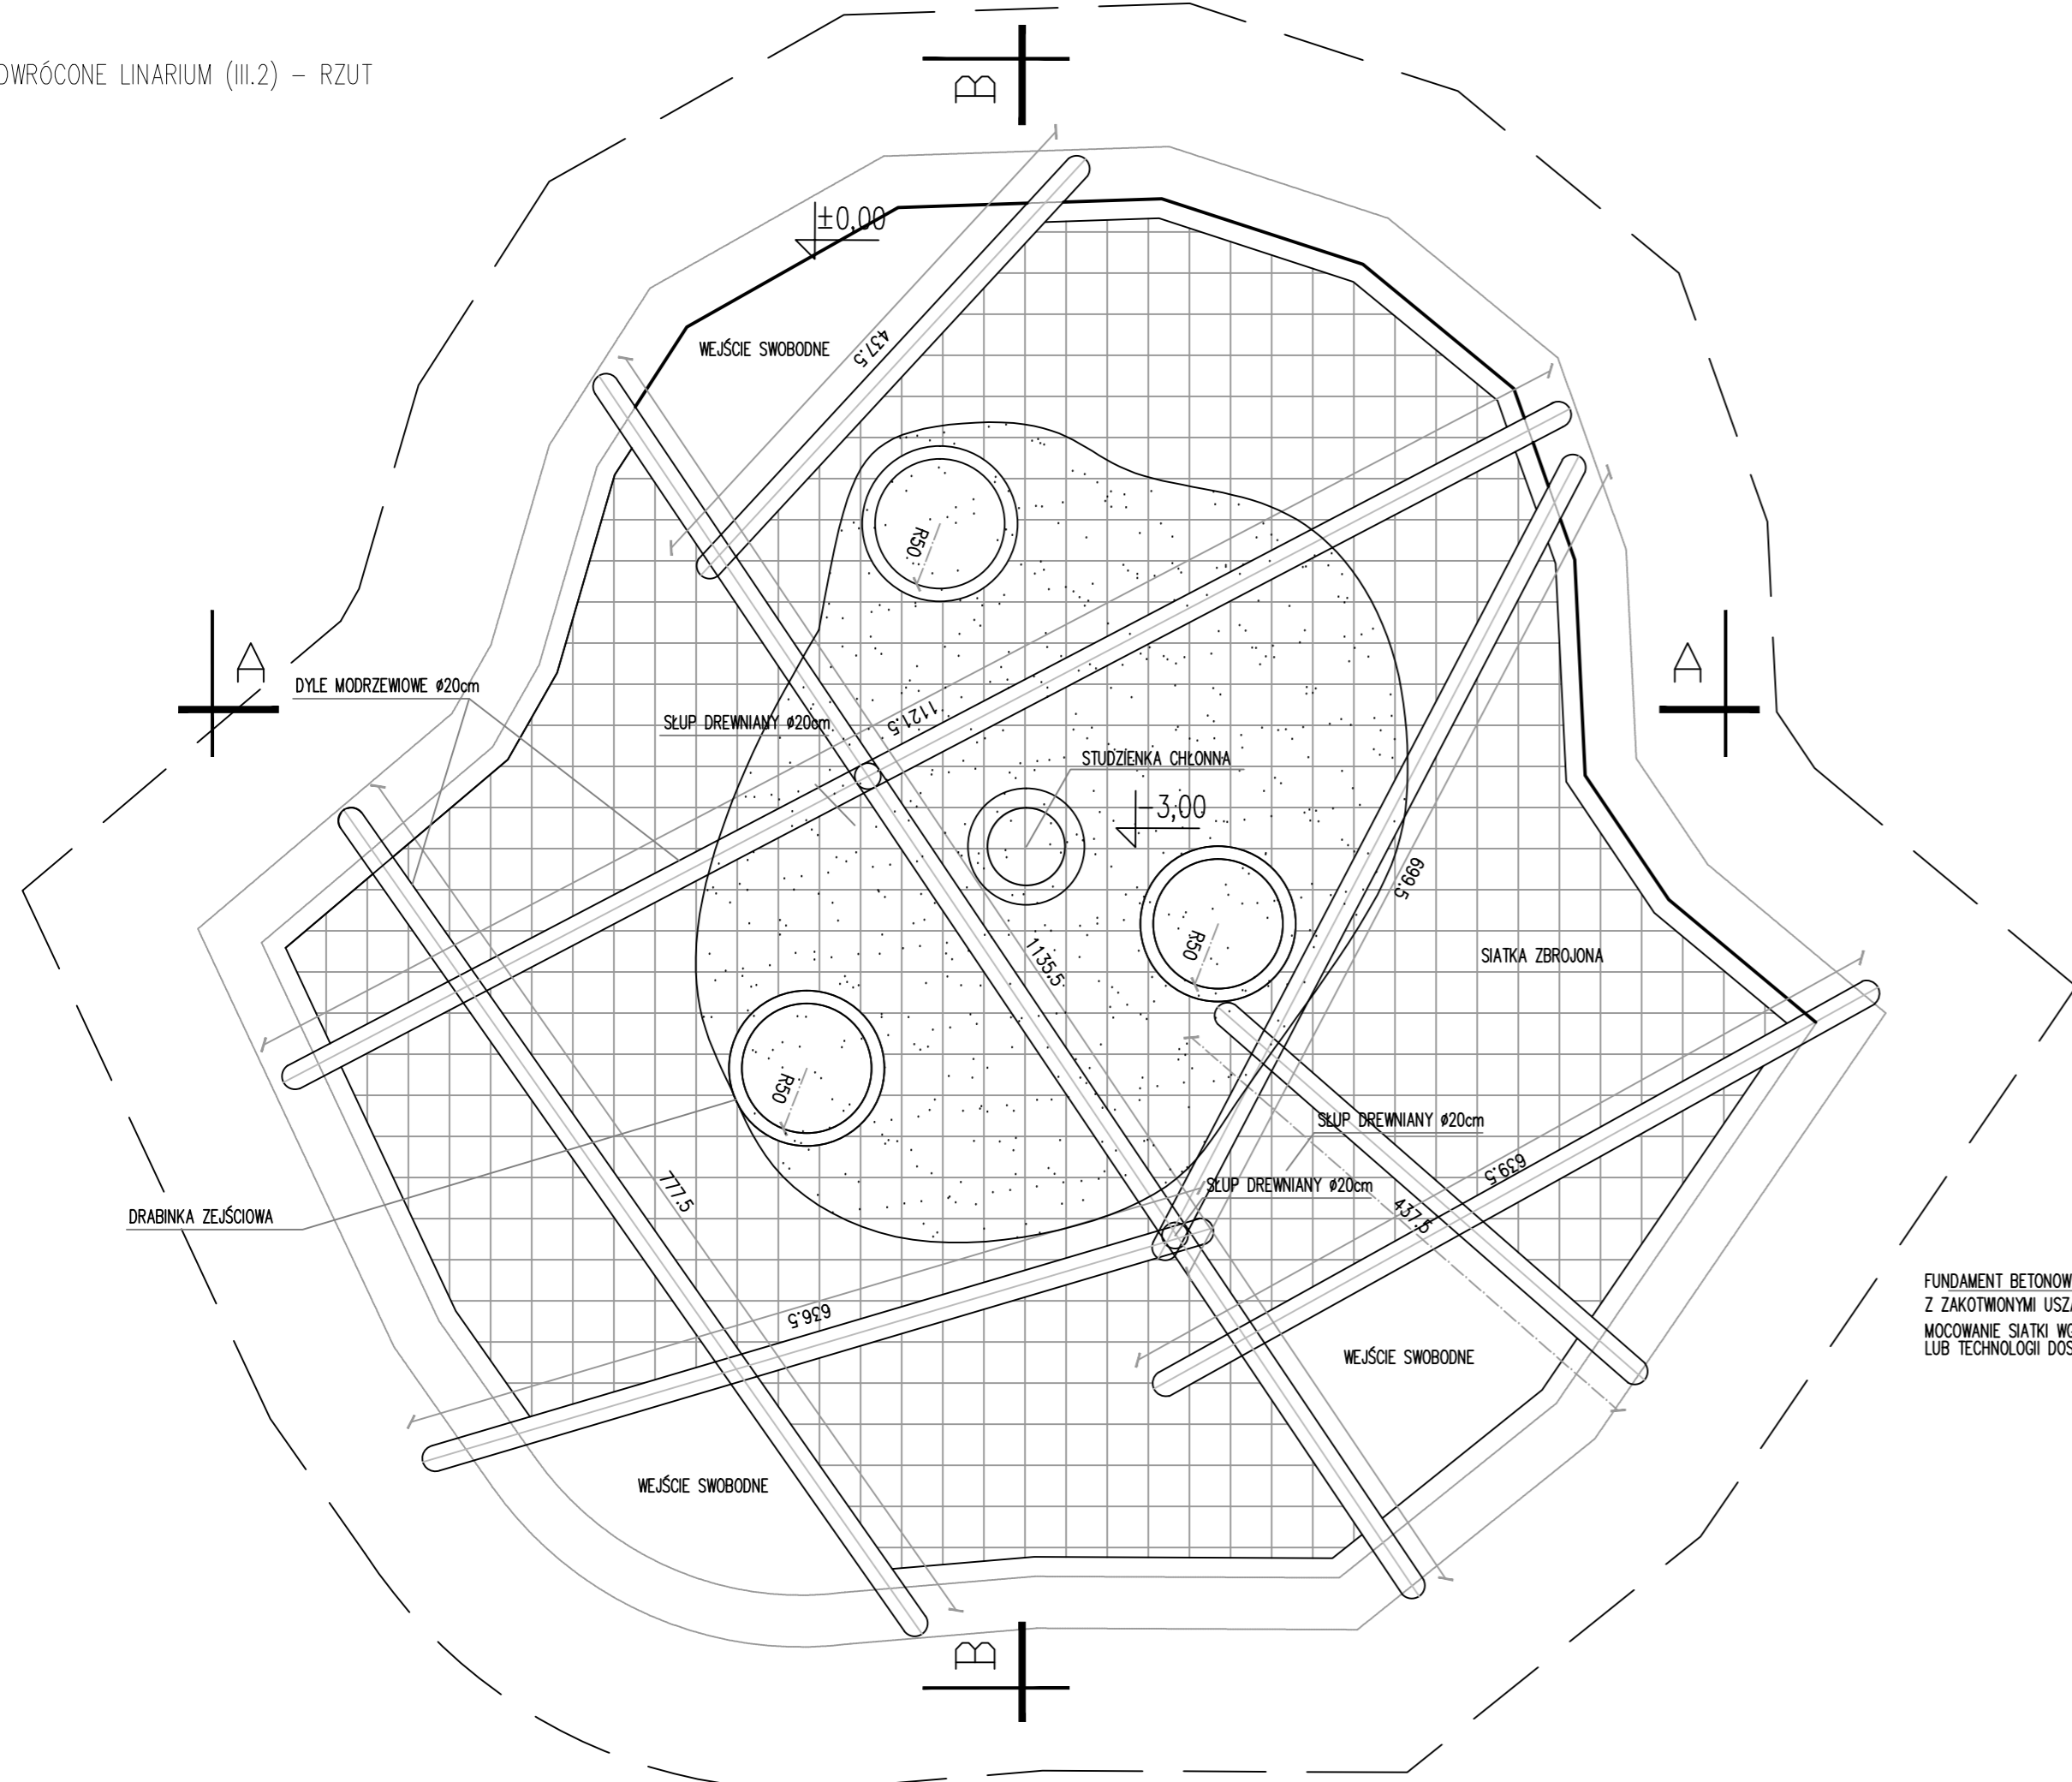 OWRÓCONE LINARIUM (III.2) – RZUT
B
±0,00
WEJŚCIE SWOBODNE
437.5
R50
A
A
DYLE MODRZEWIOWE ø20cm
SŁUP DREWNIANY ø20cm
1121.5
STUDZIENKA CHŁONNA
-3,00
699.5
R50
1135.5
SIATKA ZBROJONA
R50
SŁUP DREWNIANY ø20cm
639.5
SŁUP DREWNIANY ø20cm
777.5
437.5
DRABINKA ZEJŚCIOWA
636.5
FUNDAMENT BETONOW
Z ZAKOTWIONYMI USZA
MOCOWANIE SIATKI WG
LUB TECHNOLOGII DOS
WEJŚCIE SWOBODNE
WEJŚCIE SWOBODNE
B